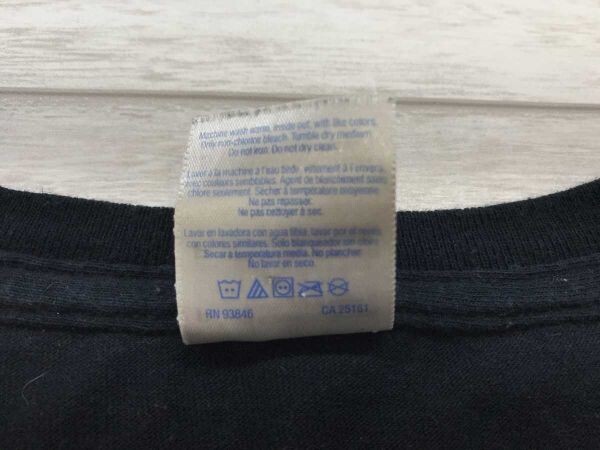 Machine wash warm, inside out, with like colors.
Only non-chlorine bleach. Tumble dry medium.
Do not iron. Do not dry clean.
Laver à la machine à l'eau tiède, vêtement à l'envers,
avec couleurs semblables. Agent de blanchiment sans
chlore seulement. Sécher à température moyenne.
Ne pas repasser.
Ne pas nettoyer à sec.
Lavar en lavadora con agua tibia, lavar por el revés
con colores similares. Solo blanqueador sin cloro.
Secar a temperatura media. No planchar.
No lavar en seco.
RN 93846 CA 25161